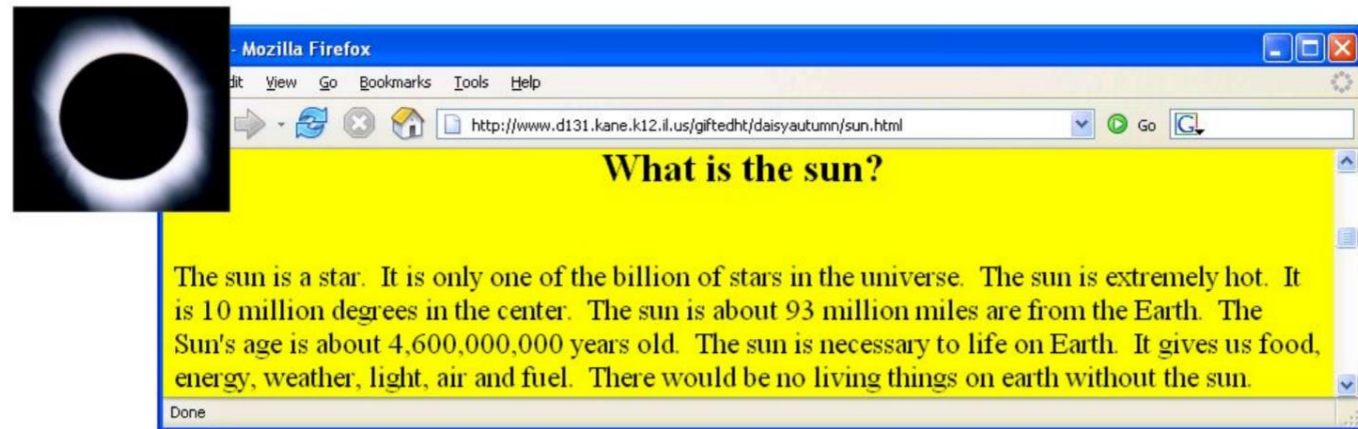 - Mozilla Firefox
dit View Go Bookmarks Tools Help
http://www.d131.kane.k12.il.us/giftedht/daisyautumn/sun.html Go G
What is the sun?
The sun is a star. It is only one of the billion of stars in the universe. The sun is extremely hot. It
is 10 million degrees in the center. The sun is about 93 million miles are from the Earth. The
Sun's age is about 4,600,000,000 years old. The sun is necessary to life on Earth. It gives us food,
energy, weather, light, air and fuel. There would be no living things on earth without the sun.
Done